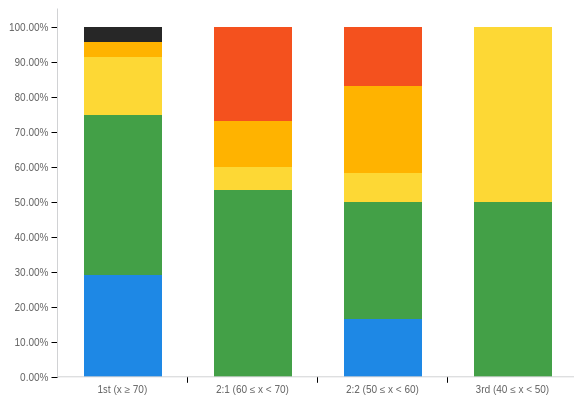 100.00%
90.00%
80.00%
70.00%
60.00%
50.00%
40.00%
30.00%
20.00%
10.00%
0.00%
1st (x ≥ 70)
2:1 (60 ≤ x < 70)
2:2 (50 ≤ x < 60)
3rd (40 ≤ x < 50)